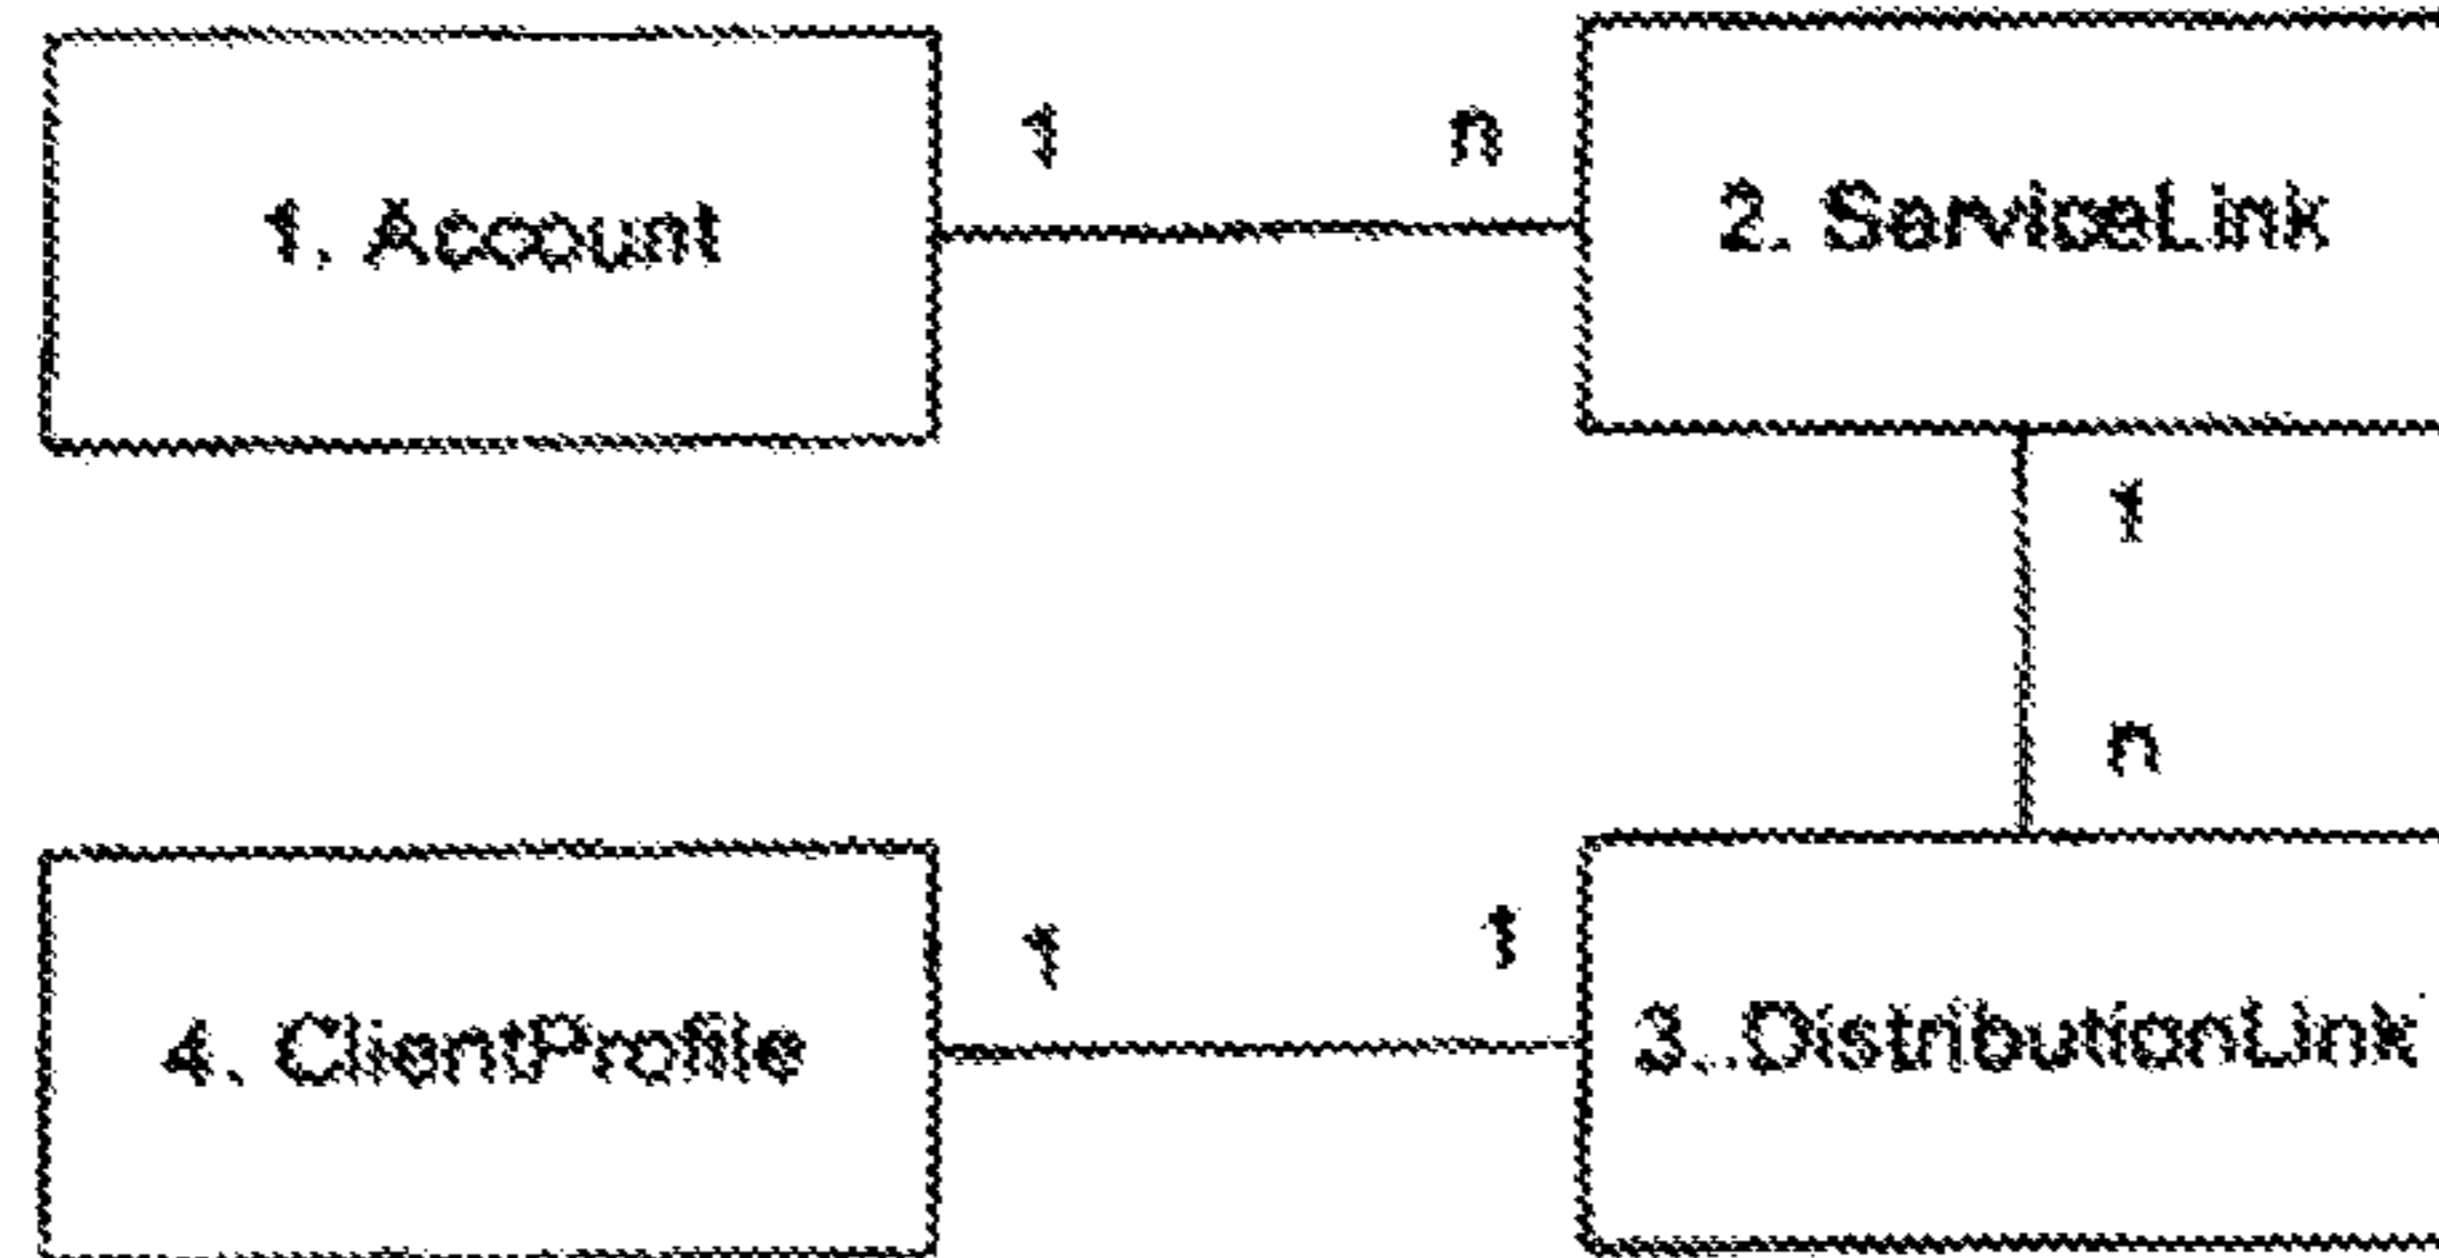 1 n
1. Account 2. ServiceLink
1
n
1 1
4. ClientProfile 3. DistributionLink